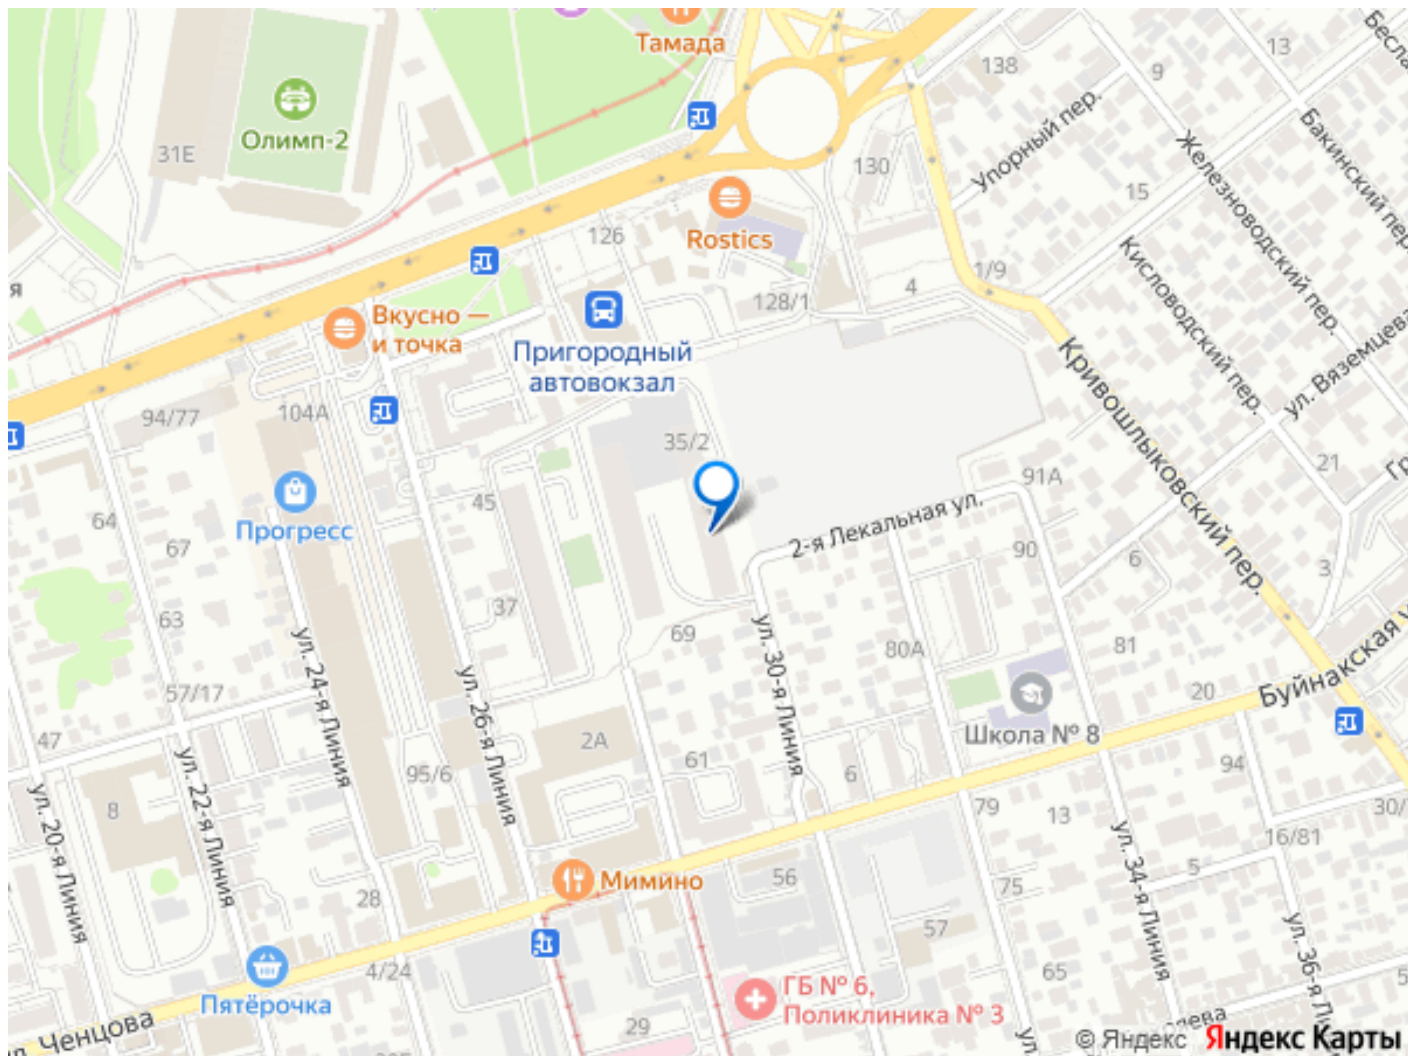 Тамада
13
138
9
Олимп-2
31Е
130
Упорный пер.
Железноводский пер.
Бакинский пер.
15
126
Rostics
Кисловодский пер.
1/9
4
128/1
Вкусно —
и точка
Пригородный
автовокзал
ул. Вяземцева
Кривошлыковский пер.
94/77
104А
35/2
21
91А
45
64
67
Прогресс
2-я Лекальная ул.
90
6
3
37
63
69
80А
81
ул. 24-я Линия
ул. 26-я Линия
ул. 30-я Линия
57/17
20
Буйнакская
47
2А
Школа № 8
61
94
95/6
6
8
79
13
30/
ул. 20-я Линия
ул. 22-я Линия
16/81
5
ул. 34-я Линия
Мимино
56
75
28
57
4/24
65
ул. 36-я
Пятёрочка
ГБ № 6,
Поликлиника № 3
29
Ченцова
ул.
© Яндекс
Яндекс Карты